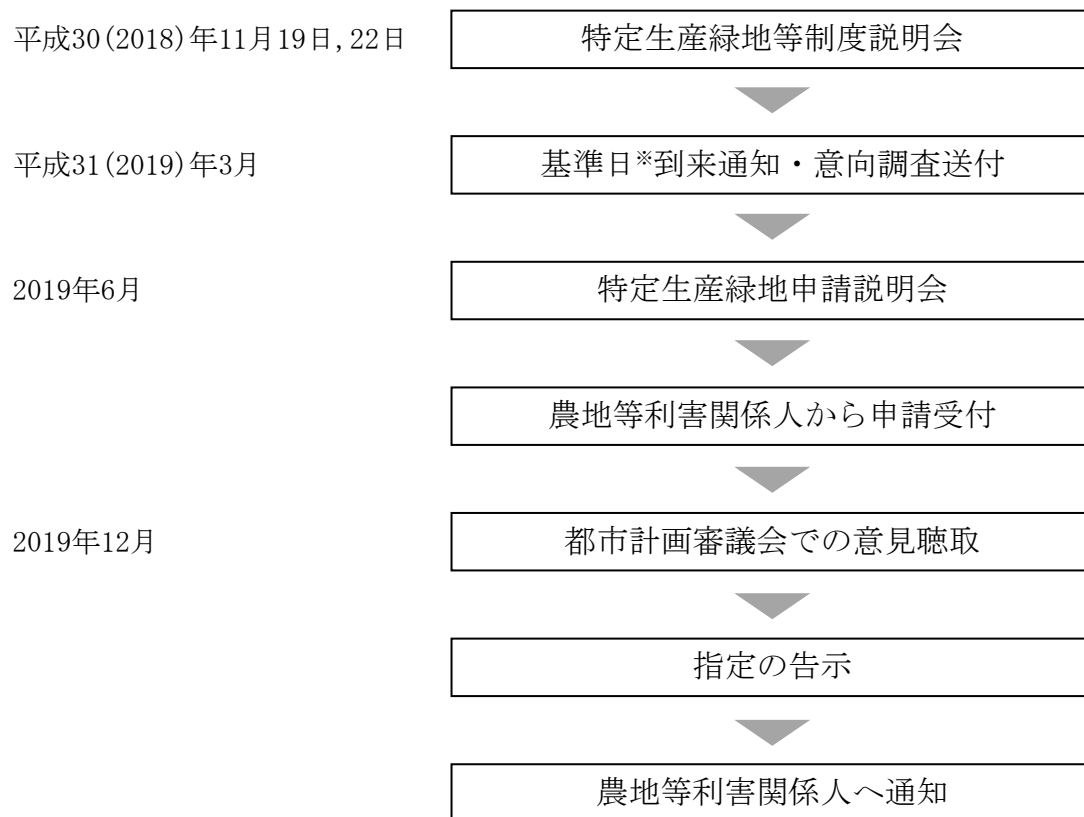 平成30(2018)年11月19日,22日
特定生産緑地等制度説明会
平成31(2019)年3月
基準日※到来通知・意向調査送付
2019年6月
特定生産緑地申請説明会
農地等利害関係人から申請受付
2019年12月
都市計画審議会での意見聴取
指定の告示
農地等利害関係人へ通知